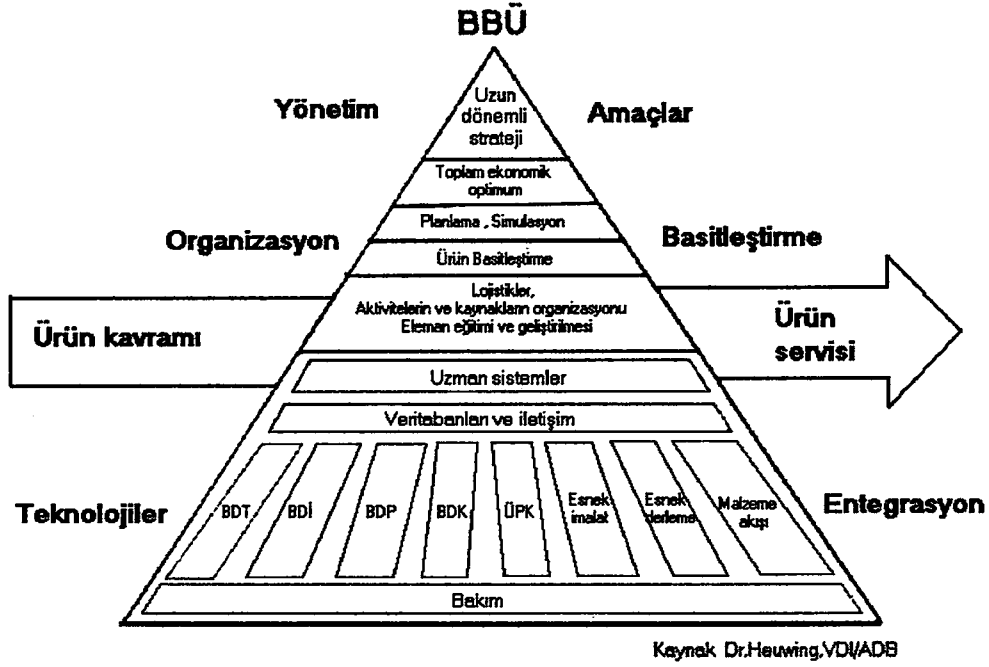 BBÜ
Yönetim
Uzun
dönemli
strateji
Amaçlar
Toplam ekonomik
optimum
Organizasyon
Planlama , Simulasyon
Basitleştirme
Ürün Basitleştirme
Ürün kavramı
Lojistikler,
Aktivitelerin ve kaynakların organizasyonu
Eleman eğitimi ve geliştirilmesi
Ürün
servisi
Uzman sistemler
Veritabanları ve iletişim
Teknolojiler
BDT
BDİ
BDP
BDK
ÜPK
Esnek
imalat
Esnek
derleme
Malzeme
akışı
Entegrasyon
Bakım
Kaynak Dr.Heuwing,VDI/ADB